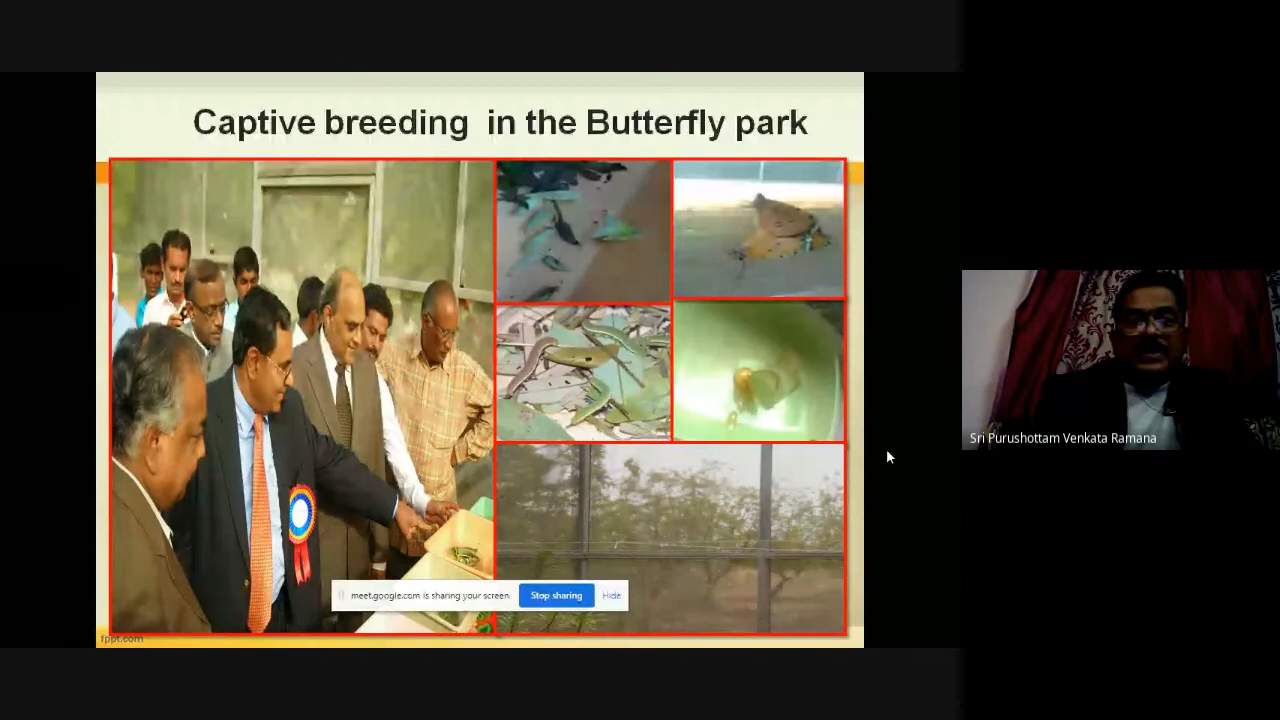 Captive breeding in the Butterfly park
meet.google.com is sharing your screen.
Stop sharing
Hide
fppt.com
Sri Purushottam Venkata Ramana